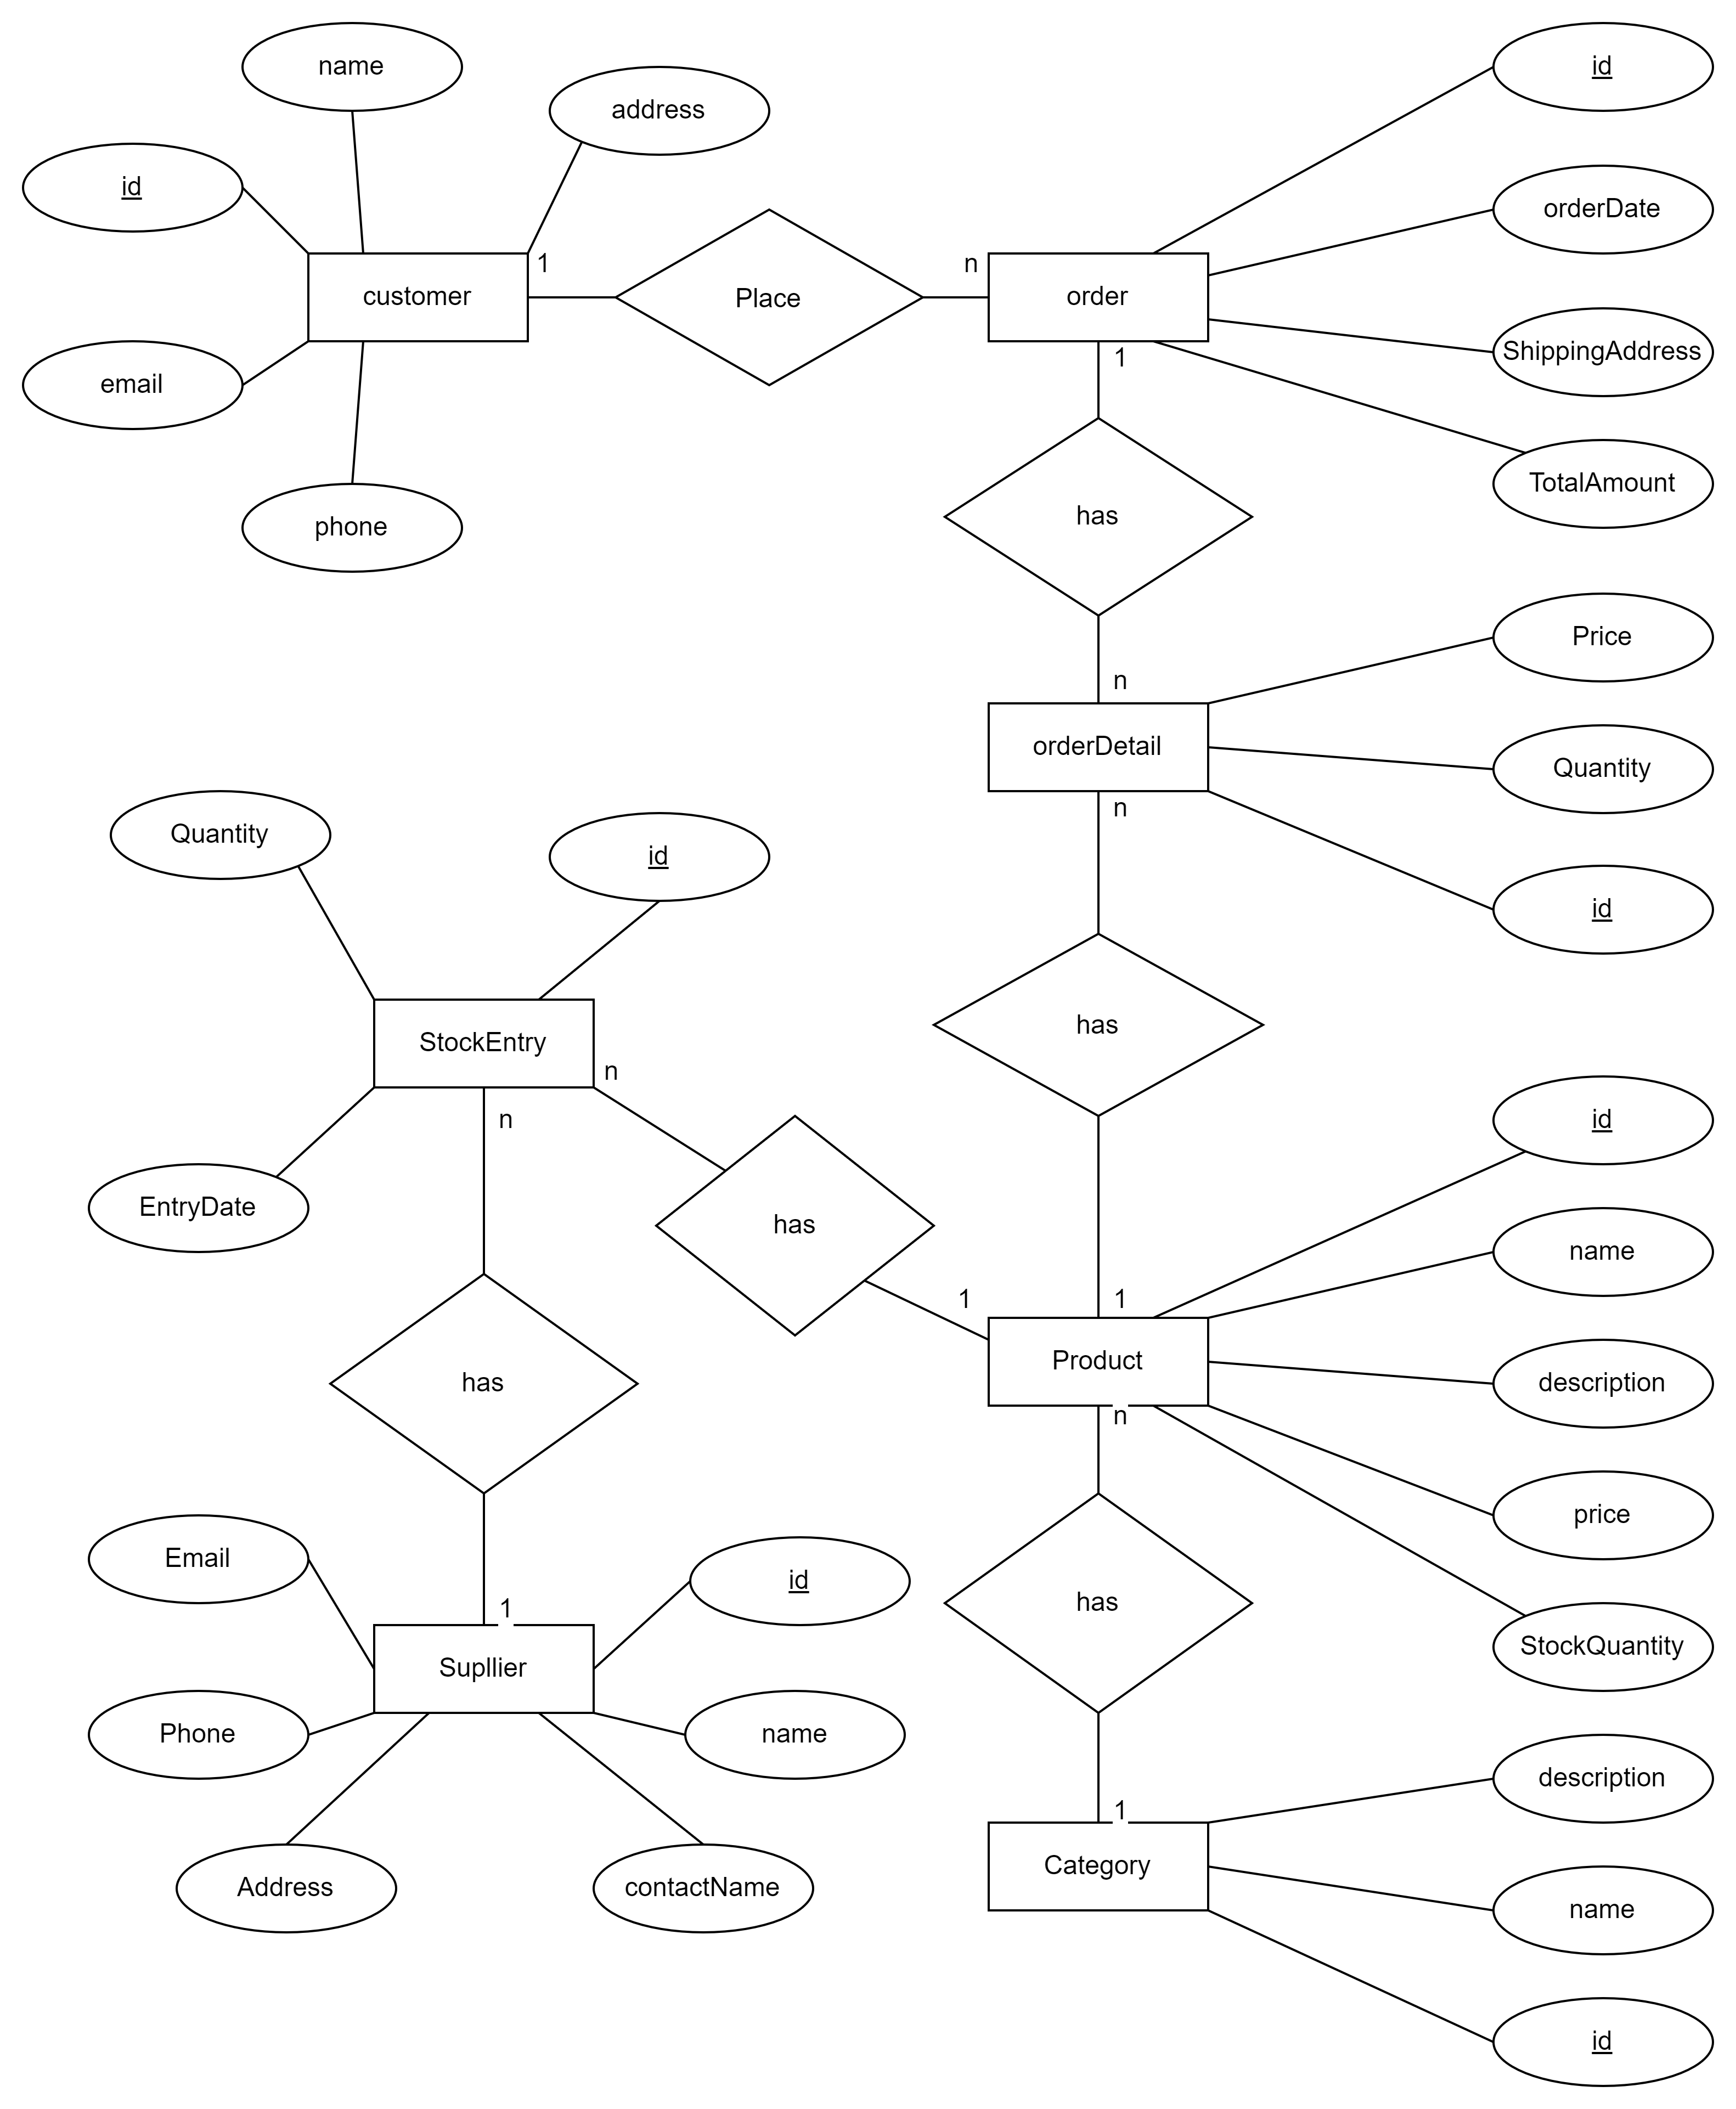 name
id
address
id
orderDate
customer
1
Place
n
order
ShippingAddress
1
email
TotalAmount
phone
has
Price
n
orderDetail
Quantity
n
Quantity
id
id
has
StockEntry
n
n
id
EntryDate
has
name
1
1
Product
has
description
n
price
Email
id
has
1
StockQuantity
Supllier
Phone
name
description
1
Category
Address
contactName
name
id